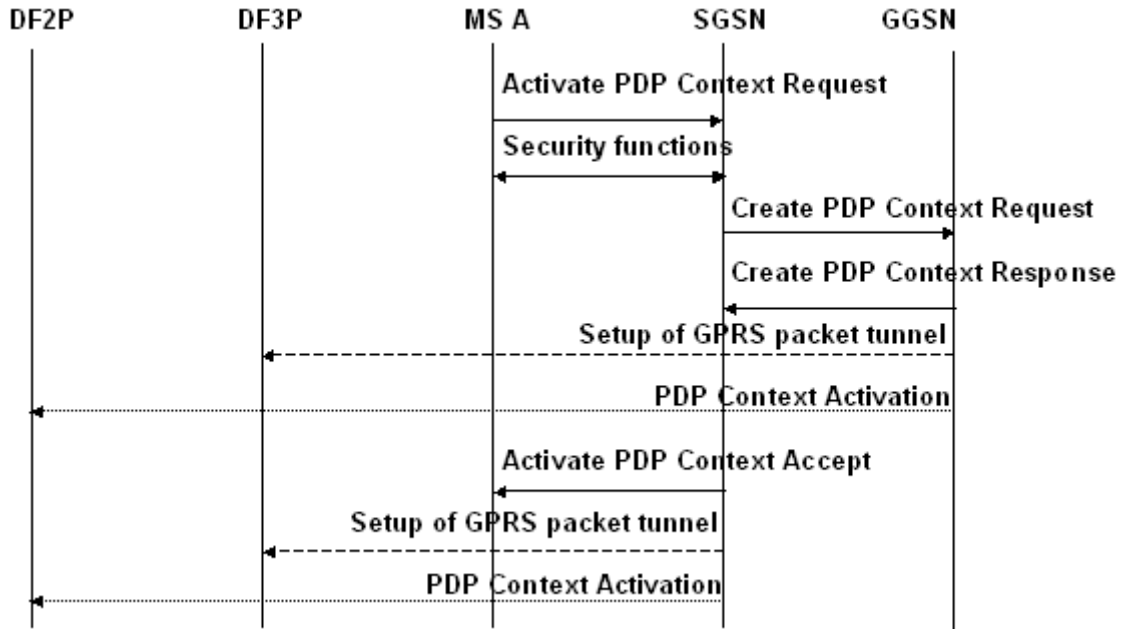 DF2P DF3P MS A SGSN GGSN
Activate PDP Context Request
Security functions
Create PDP Context Request
Create PDP Context Response
Setup of GPRS packet tunnel
PDP Context Activation
Activate PDP Context Accept
Setup of GPRS packet tunnel
PDP Context Activation